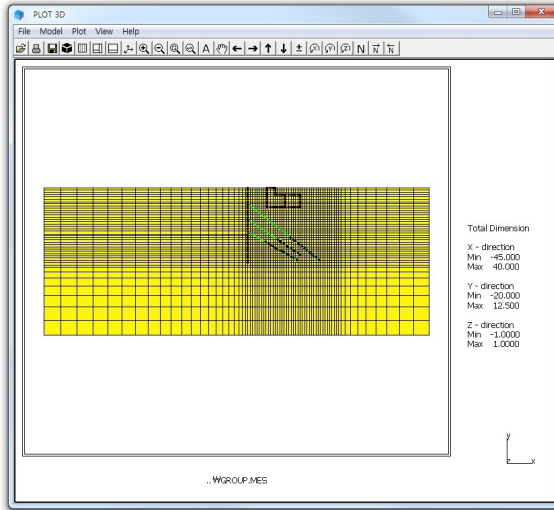 PLOT 3D
File Model Plot View Help
A N N N
Total Dimension
X - direction
Min -45.000
Max 40.000
Y - direction
Min -20.000
Max 12.500
Z - direction
Min -1.0000
Max 1.0000
y
z x
..₩GROUP.MES